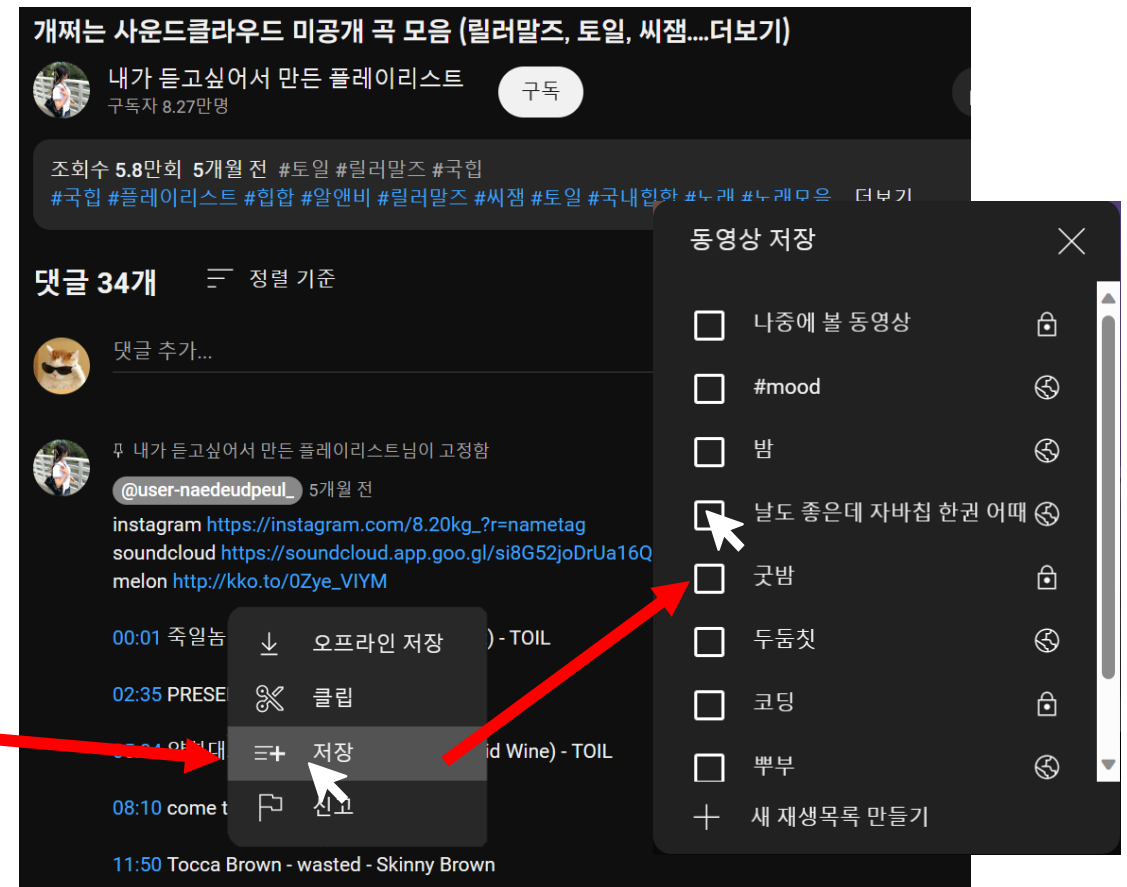 개쩌는 사운드클라우드 미공개 곡 모음 (릴러말즈, 토일, 씨잼....더보기)
내가 듣고싶어서 만든 플레이리스트
구독자 8.27만명
구독
조회수 5.8만회 5개월 전 #토일 #릴러말즈 #국힙
#국힙 #플레이리스트 #힙합 #알앤비 #릴러말즈 #씨잼 #토일 #국내힙합 #노래 #노래모음 더보기
댓글 34개
정렬 기준
댓글 추가...
내가 듣고싶어서 만든 플레이리스트님이 고정함
@user-naedeudpeul_ 5개월 전
instagram https://instagram.com/8.20kg_?r=nametag
soundcloud https://soundcloud.app.goo.gl/si8G52joDrUa16Q
melon http://kko.to/0Zye_VIYM
00:01 죽일놈 ) - TOIL
02:35 PRESE
id Wine) - TOIL
08:10 come t
11:50 Tocca Brown - wasted - Skinny Brown
오프라인 저장
클립
저장
신고
동영상 저장
나중에 볼 동영상
#mood
밤
날도 좋은데 자바칩 한권 어때
굿밤
두둠칫
코딩
뿌부
새 재생목록 만들기